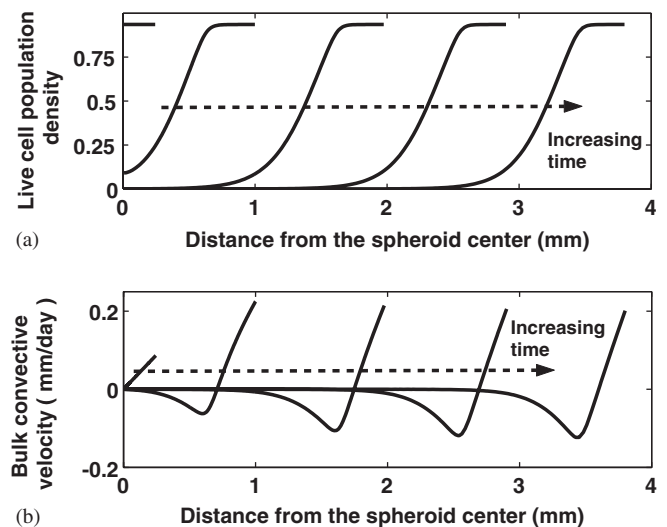 Live cell population
density
0.75
0.5
0.25
0
Increasing
time
0
1
2
3
4
(a)
Distance from the spheroid center (mm)
Bulk convective
velocity ( mm/day )
0.2
0
-0.2
Increasing
time
0
1
2
3
4
(b)
Distance from the spheroid center (mm)